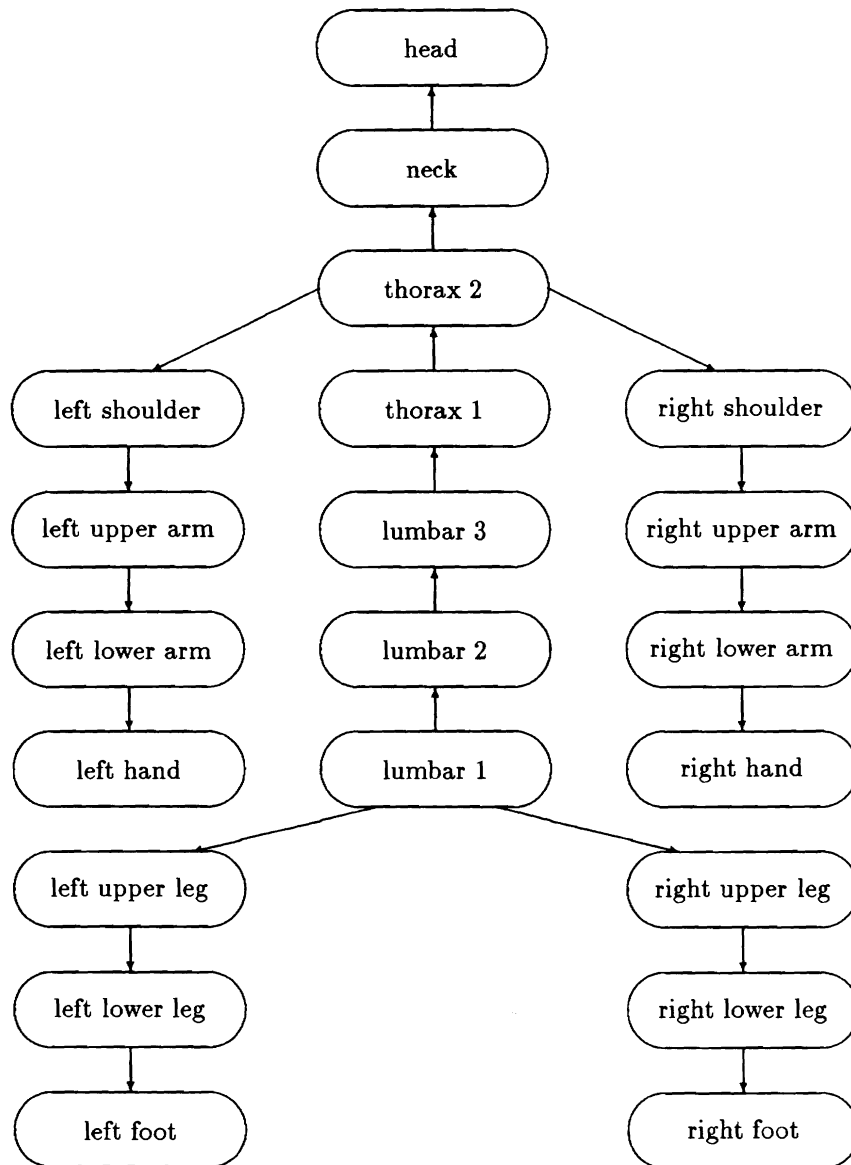 head
neck
thorax 2
left shoulder
thorax 1
right shoulder
left upper arm
lumbar 3
right upper arm
left lower arm
lumbar 2
right lower arm
left hand
lumbar 1
right hand
left upper leg
right upper leg
left lower leg
right lower leg
left foot
right foot